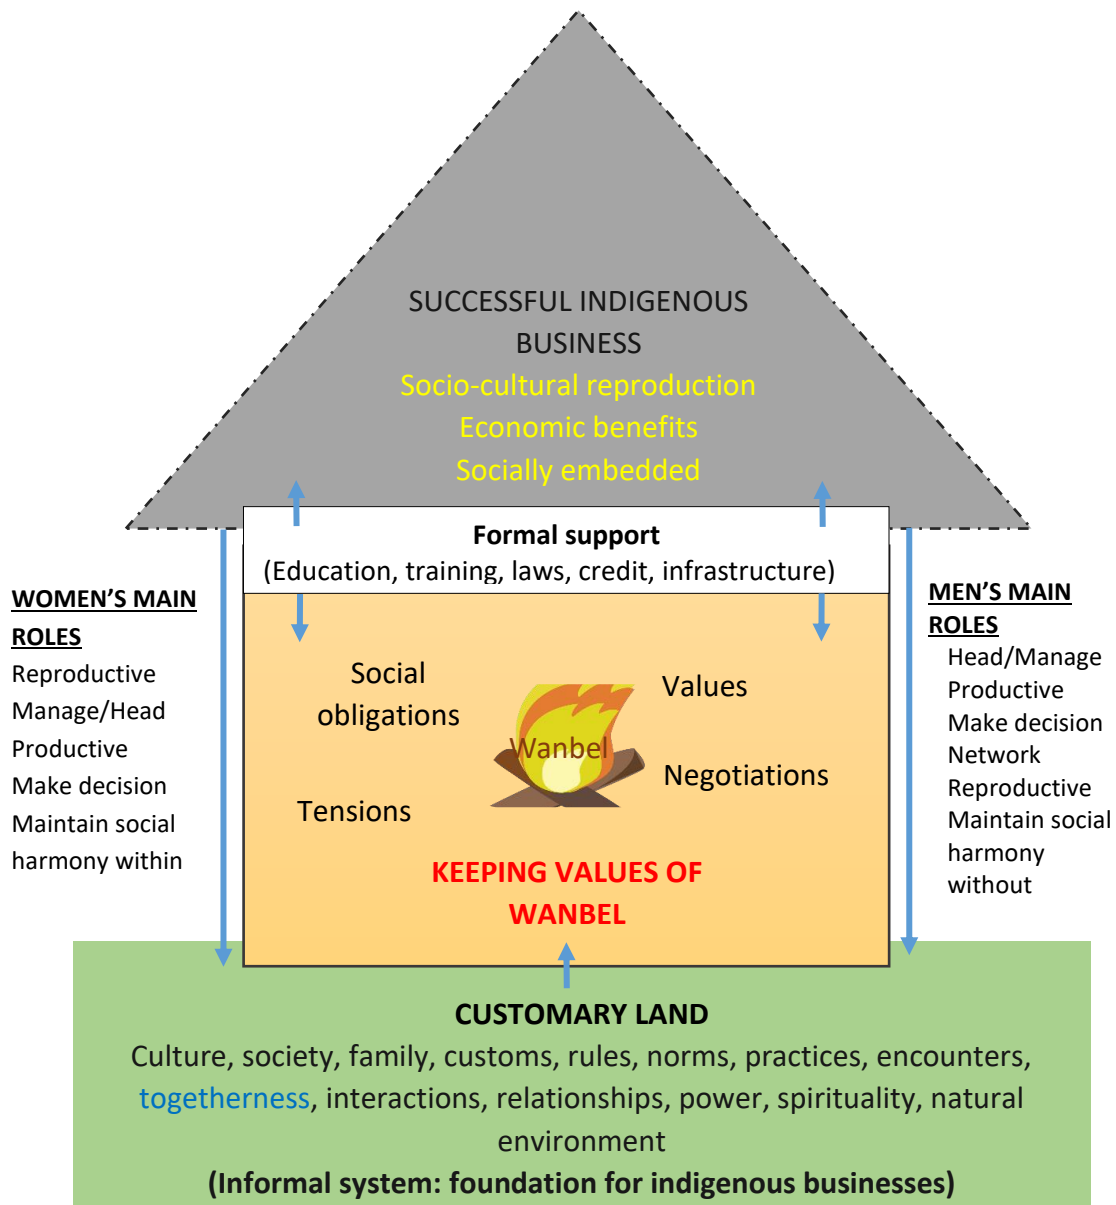 SUCCESSFUL INDIGENOUS
BUSINESS
Socio-cultural reproduction
Economic benefits
Socially embedded
Formal support
(Education, training, laws, credit, infrastructure)
WOMEN’S MAIN
ROLES
Reproductive
Manage/Head
Productive
Make decision
Maintain social
harmony within
Social
obligations
Values
Wanbel
Negotiations
Tensions
KEEPING VALUES OF
WANBEL
MEN’S MAIN
ROLES
Head/Manage
Productive
Make decision
Network
Reproductive
Maintain social
harmony
without
CUSTOMARY LAND
Culture, society, family, customs, rules, norms, practices, encounters,
togetherness, interactions, relationships, power, spirituality, natural
environment
(Informal system: foundation for indigenous businesses)